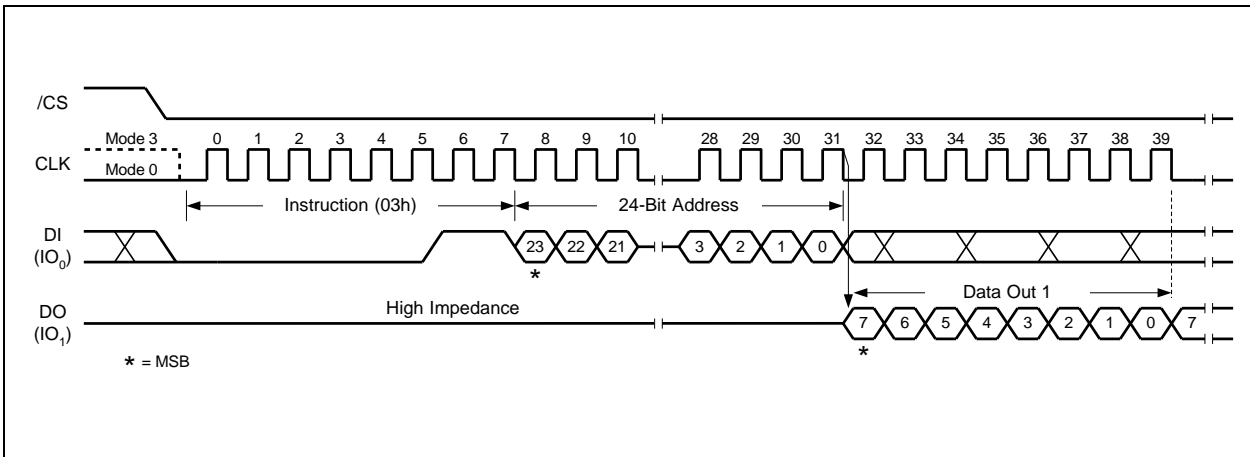 /CS
Mode 3 0 1 2 3 4 5 6 7 8 9 10 28 29 30 31 32 33 34 35 36 37 38 39
CLK
Mode 0
Instruction (03h) 24-Bit Address
DI
(IO0)
23 22 21 3 2 1 0
*
High Impedance
Data Out 1
DO
(IO1)
7 6 5 4 3 2 1 0 7
*
* = MSB